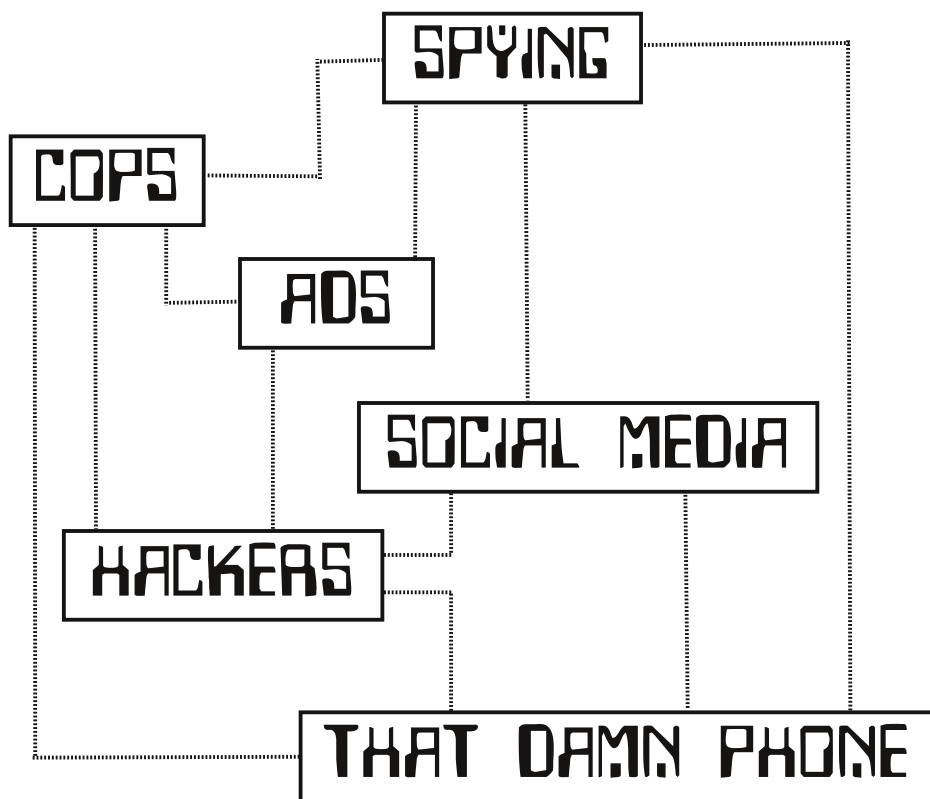 SPYING
COPS
ADS
SOCIAL MEDIA
HACKERS
THAT DAMN PHONE